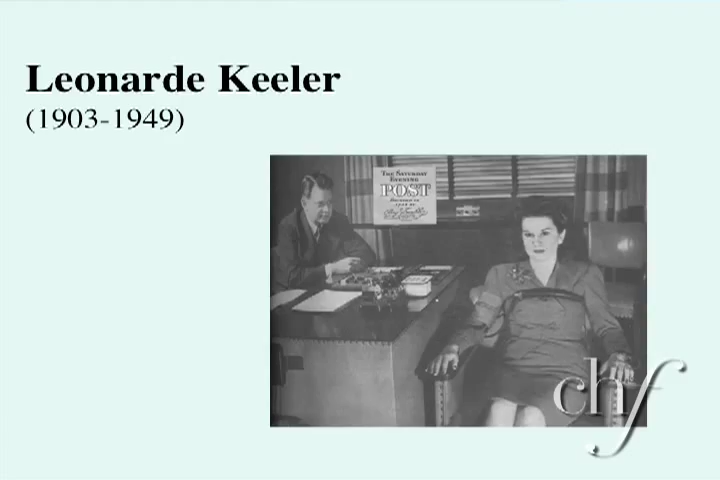 Leonarde Keeler
(1903-1949)
THE SATURDAY
EVENING
POST
chf